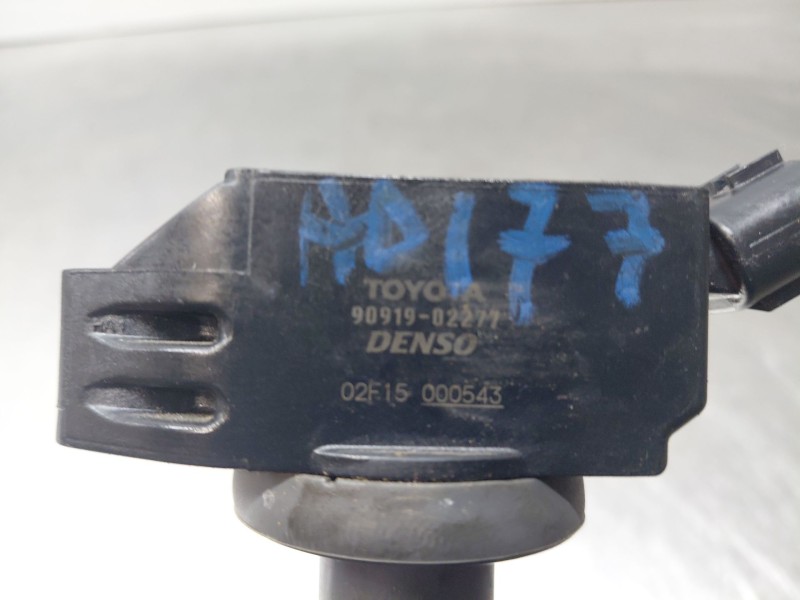 AD177
TOYOTA
90919-02277
DENSO
02F15 000543